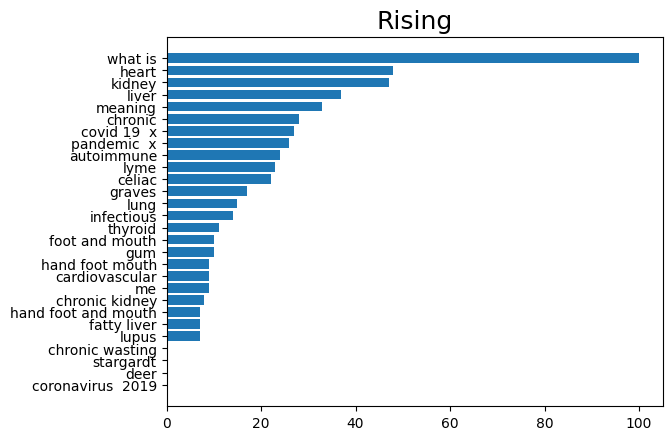 Rising
what is
heart
kidney
liver
meaning
chronic
covid 19  x
pandemic  x
autoimmune
lyme
celiac
graves
lung
infectious
thyroid
foot and mouth
gum
hand foot mouth
cardiovascular
me
chronic kidney
hand foot and mouth
fatty liver
lupus
chronic wasting
stargardt
deer
coronavirus  2019
0 20 40 60 80 100